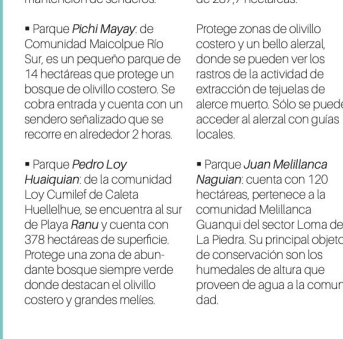 mantención de senderos.
▪ Parque Pichi Mayay: de
Comunidad Maicolpue Río
Sur, es un pequeño parque de
14 hectáreas que protege un
bosque de olivillo costero. Se
cobra entrada y cuenta con un
sendero señalizado que se
recorre en alrededor 2 horas.
▪ Parque Pedro Loy
Huaiquian: de la comunidad
Loy Cumilef de Caleta
Huellelhue, se encuentra al sur
de Playa Ranu y cuenta con
378 hectáreas de superficie.
Protege una zona de abun-
dante bosque siempre verde
donde destacan el olivillo
costero y grandes melíes.
de 267,7 hectáreas.
Protege zonas de olivillo
costero y un bello alerzal,
donde se pueden ver los
rastros de la actividad de
extracción de tejuelas de
alerce muerto. Sólo se puede
acceder al alerzal con guías
locales.
▪ Parque Juan Melillanca
Naguian: cuenta con 120
hectáreas, pertenece a la
comunidad Melillanca
Guanqui del sector Loma de
La Piedra. Su principal objeto
de conservación son los
humedales de altura que
proveen de agua a la comun
dad.